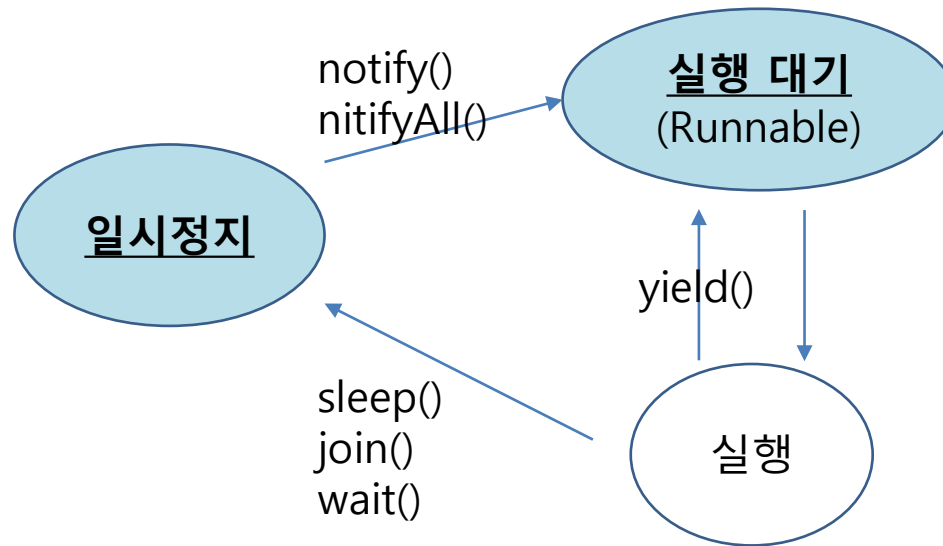 notify()
nitifyAll()
실행 대기
(Runnable)
일시정지
yield()
sleep()
join()
wait()
실행